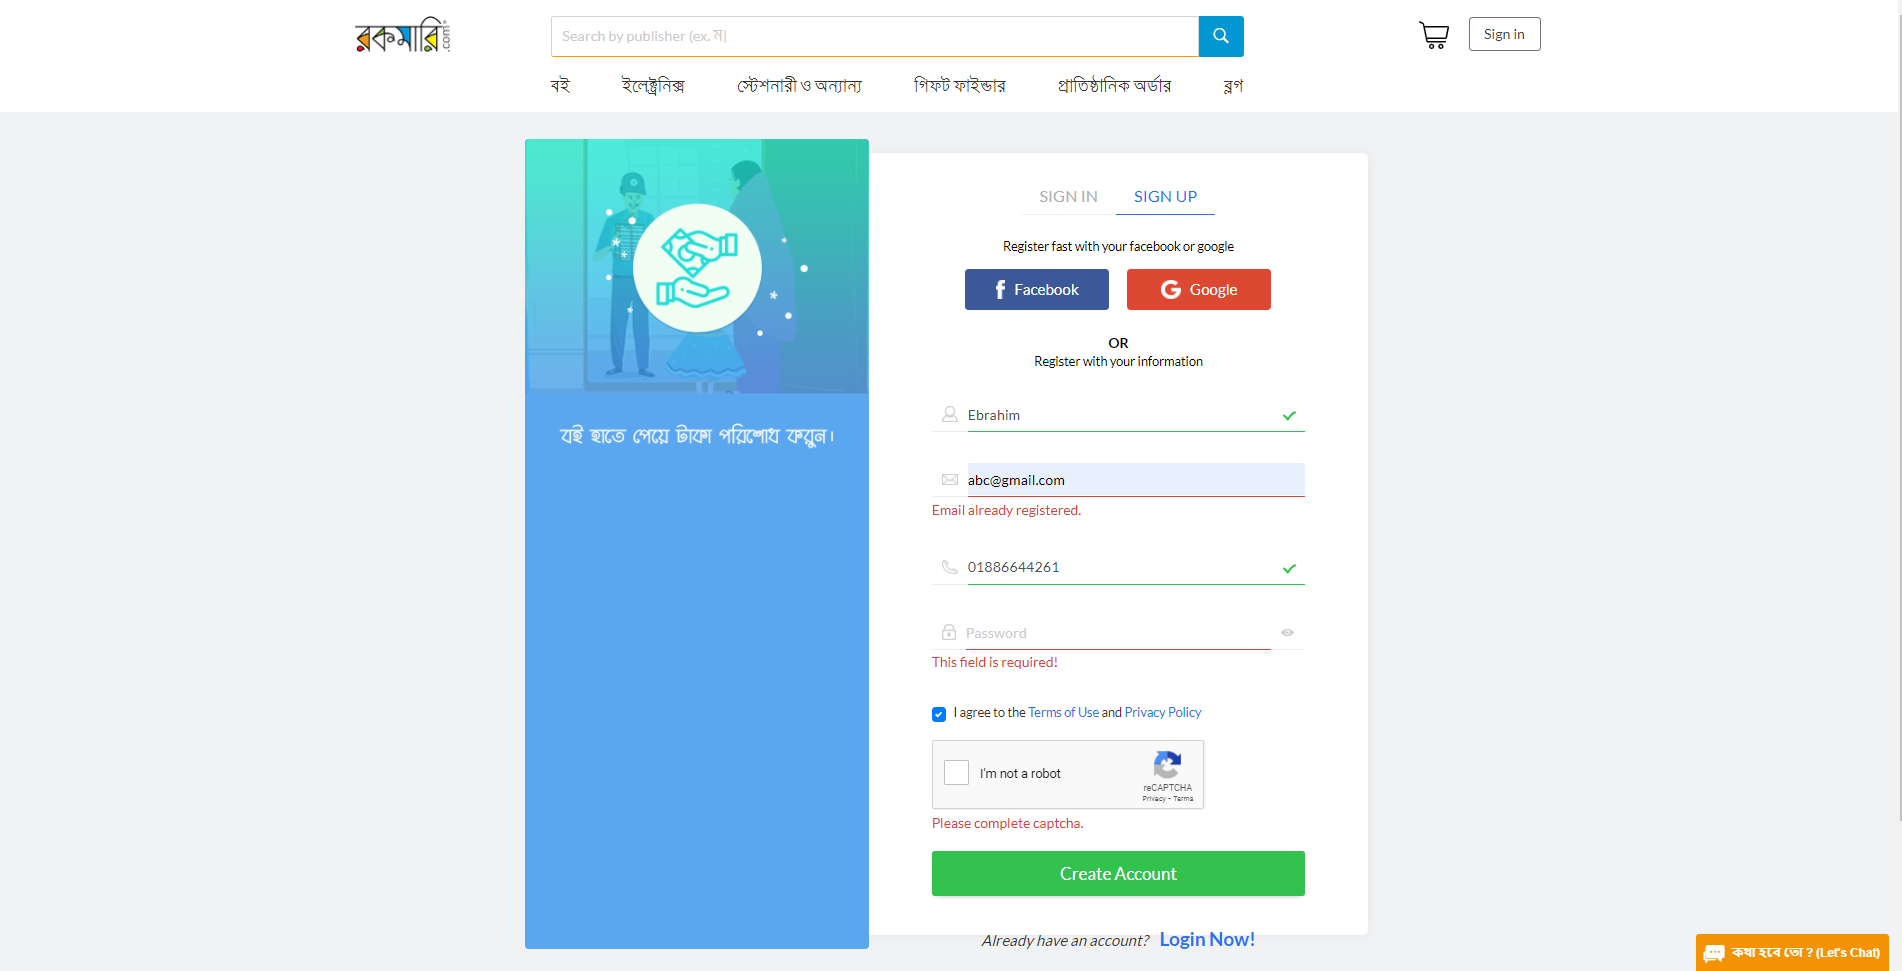 রকমারি.com
Search by publisher (ex. ম
Sign in
বই
ইলেক্ট্রনিক্স
স্টেশনারী ও অন্যান্য
গিফট ফাইন্ডার
প্রাতিষ্ঠানিক অর্ডার
ব্লগ
বই হাতে পেয়ে টাকা পরিশোধ করুন।
SIGN IN
SIGN UP
Register fast with your facebook or google
Facebook
Google
OR
Register with your information
Ebrahim
abc@gmail.com
Email already registered.
01886644261
Password
This field is required!
I agree to the Terms of Use and Privacy Policy
I'm not a robot
reCAPTCHA
Privacy - Terms
Please complete captcha.
Create Account
Already have an account? Login Now!
কথা হবে তো ? (Let's Chat)